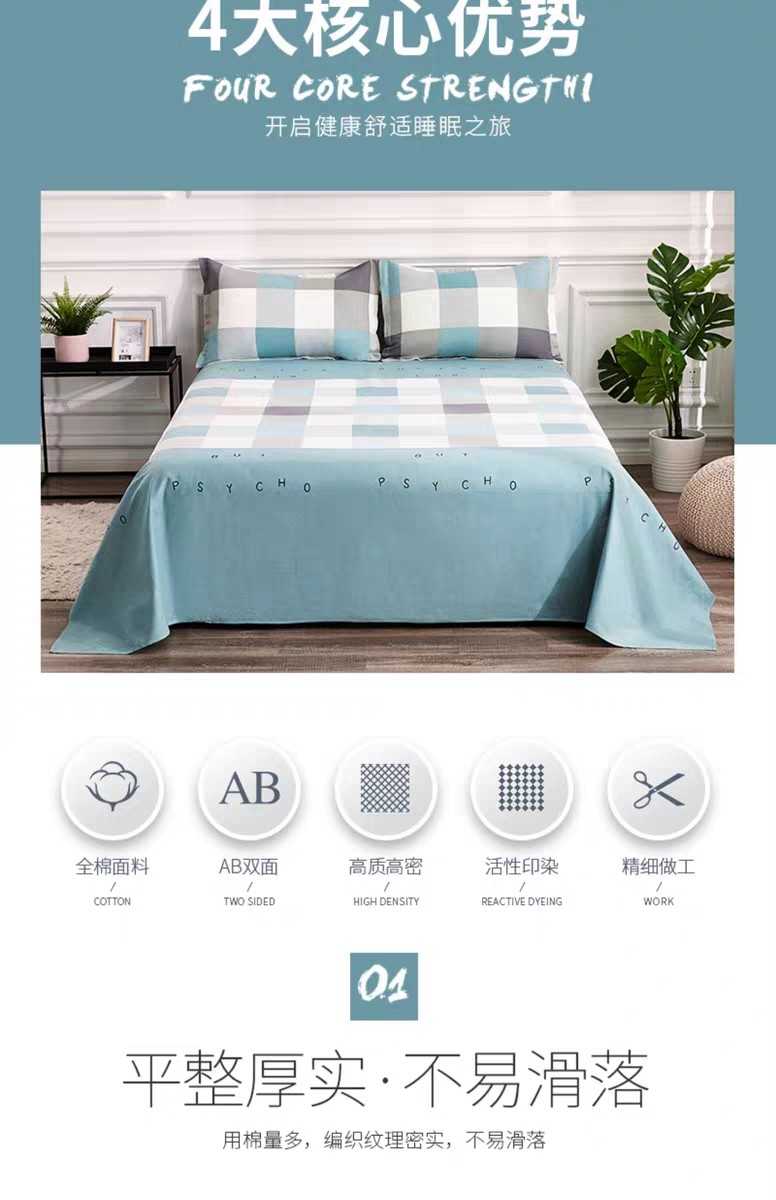 4大核心优势
FOUR CORE STRENGTH1
开启健康舒适睡眠之旅
PSYCHO PSYCHO PSYCHO
AB
全棉面料 AB双面 高质高密 活性印染 精细做工
/ / / / /
COTTON TWO SIDED HIGH DENSITY REACTIVE DYEING WORK
01
平整厚实·不易滑落
用棉量多，编织纹理密实，不易滑落